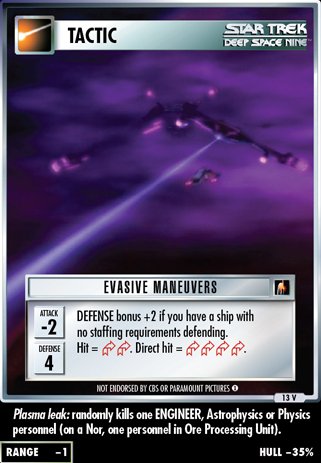 TACTIC
STAR TREK
DEEP SPACE NINE
EVASIVE MANEUVERS
ATTACK
-2
DEFENSE
4
DEFENSE bonus +2 if you have a ship with
no staffing requirements defending.
Hit = . Direct hit = .
NOT ENDORSED BY CBS OR PARAMOUNT PICTURES
13 V
Plasma leak: randomly kills one ENGINEER, Astrophysics or Physics
personnel (on a Nor, one personnel in Ore Processing Unit).
RANGE -1
HULL -35%